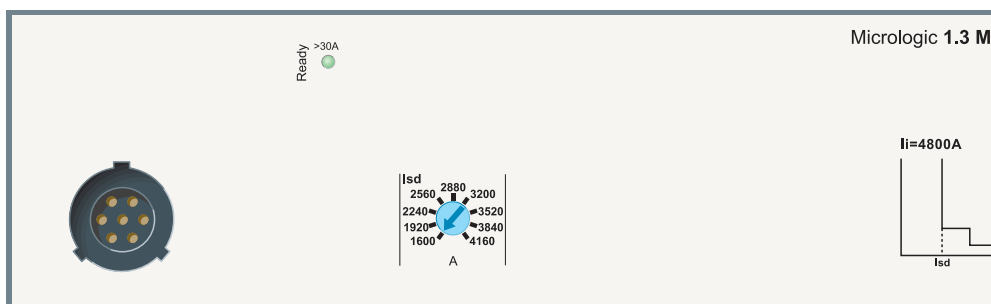 Micrologic 1.3 M
Ready
>30A
Ii=4800A
Isd
2560 2880 3200
2240 3520
1920 3840
1600 4160
A
Isd